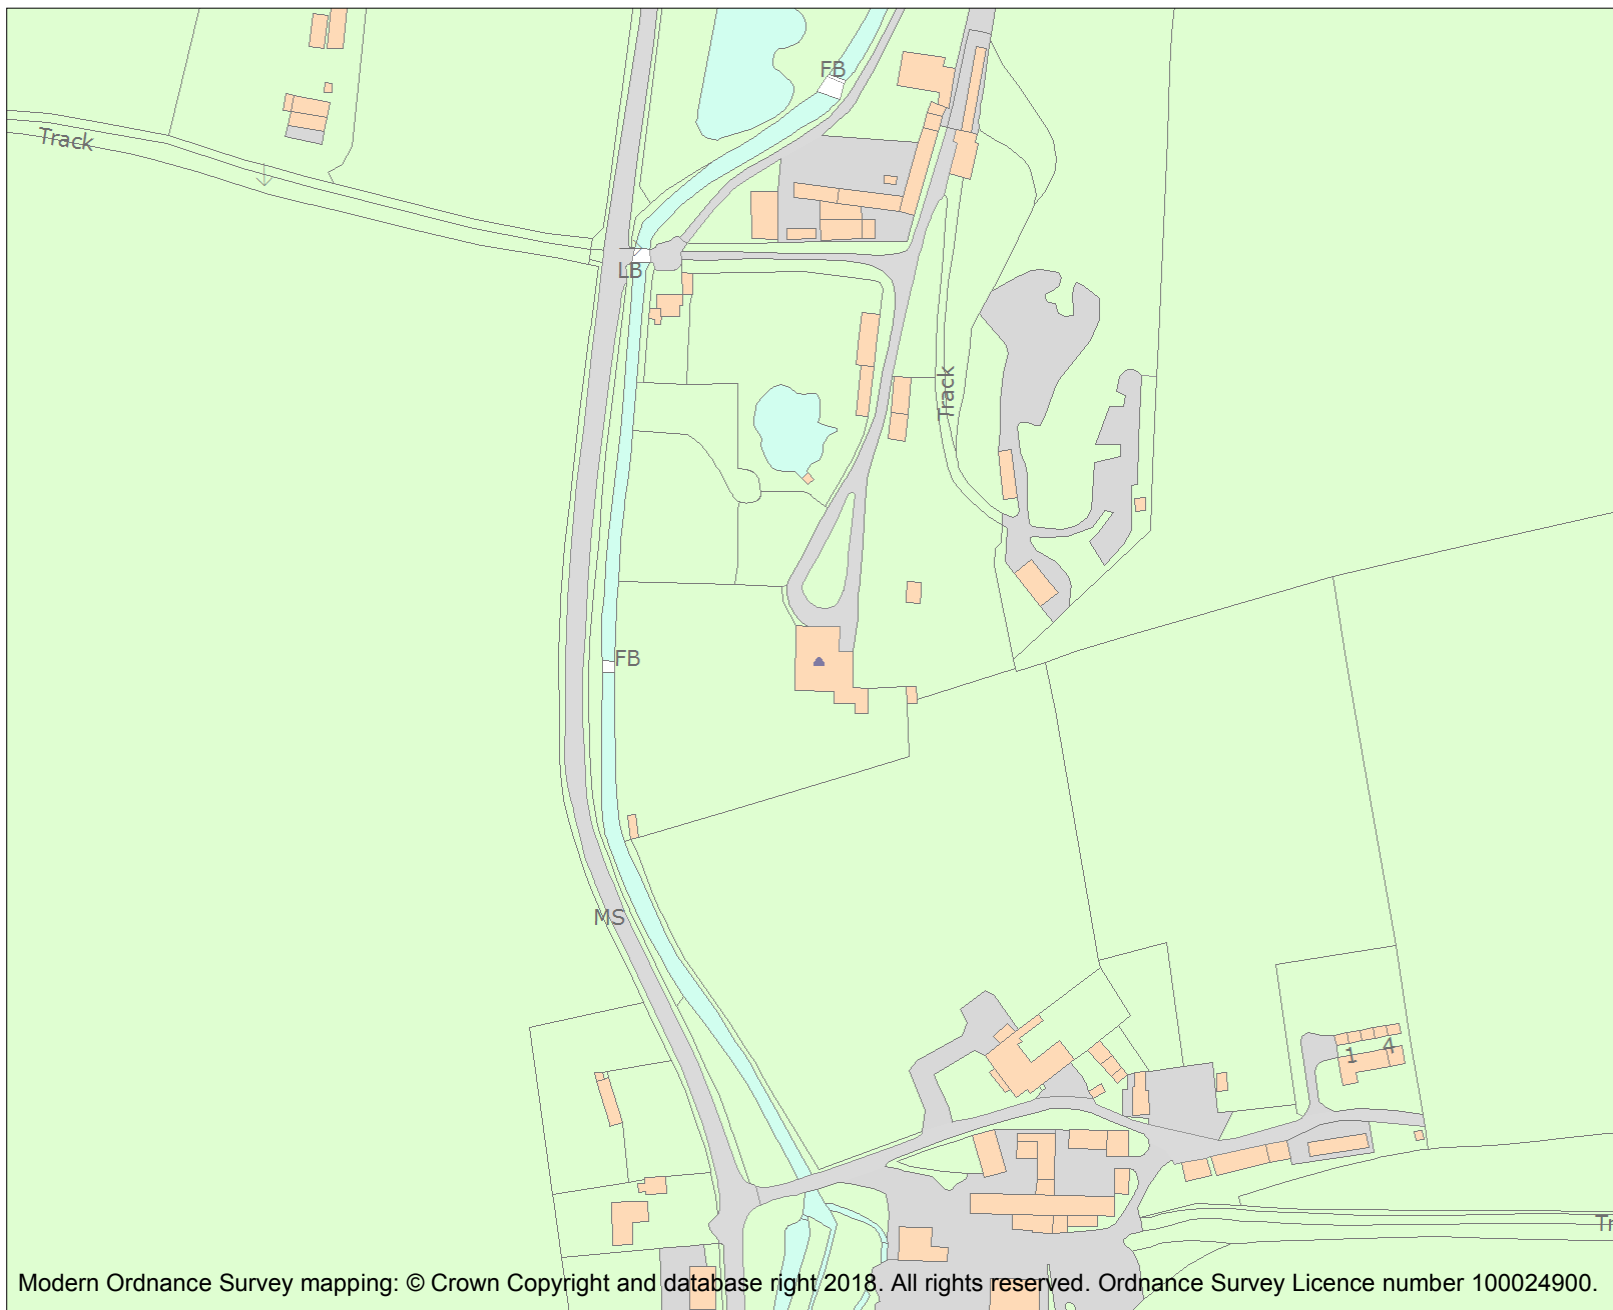 FB
Track
LB
Track
FB
MS
1 4
Tr
Modern Ordnance Survey mapping: © Crown Copyright and database right 2018. All rights reserved. Ordnance Survey Licence number 100024900.